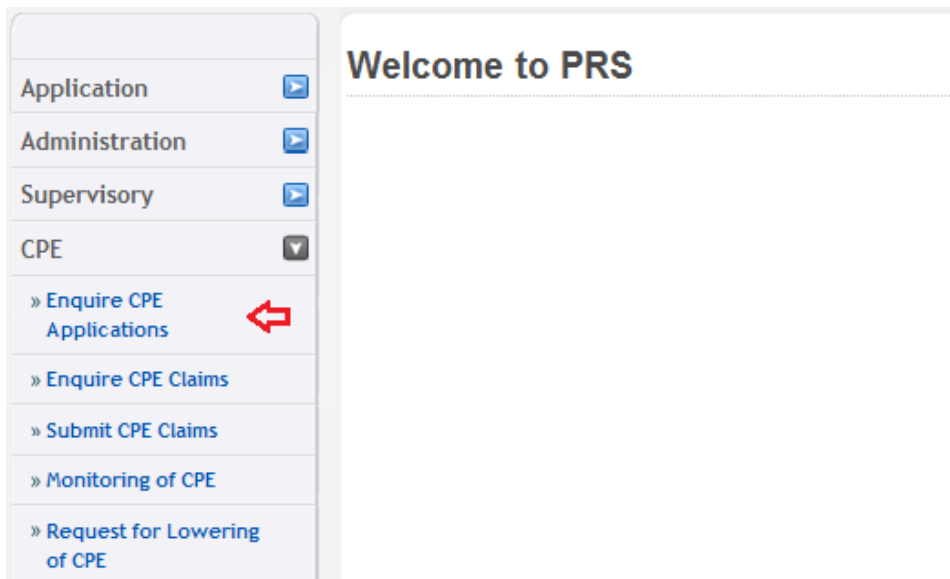 Welcome to PRS
Application
Administration
Supervisory
CPE
» Enquire CPE
Applications
» Enquire CPE Claims
» Submit CPE Claims
» Monitoring of CPE
» Request for Lowering
of CPE